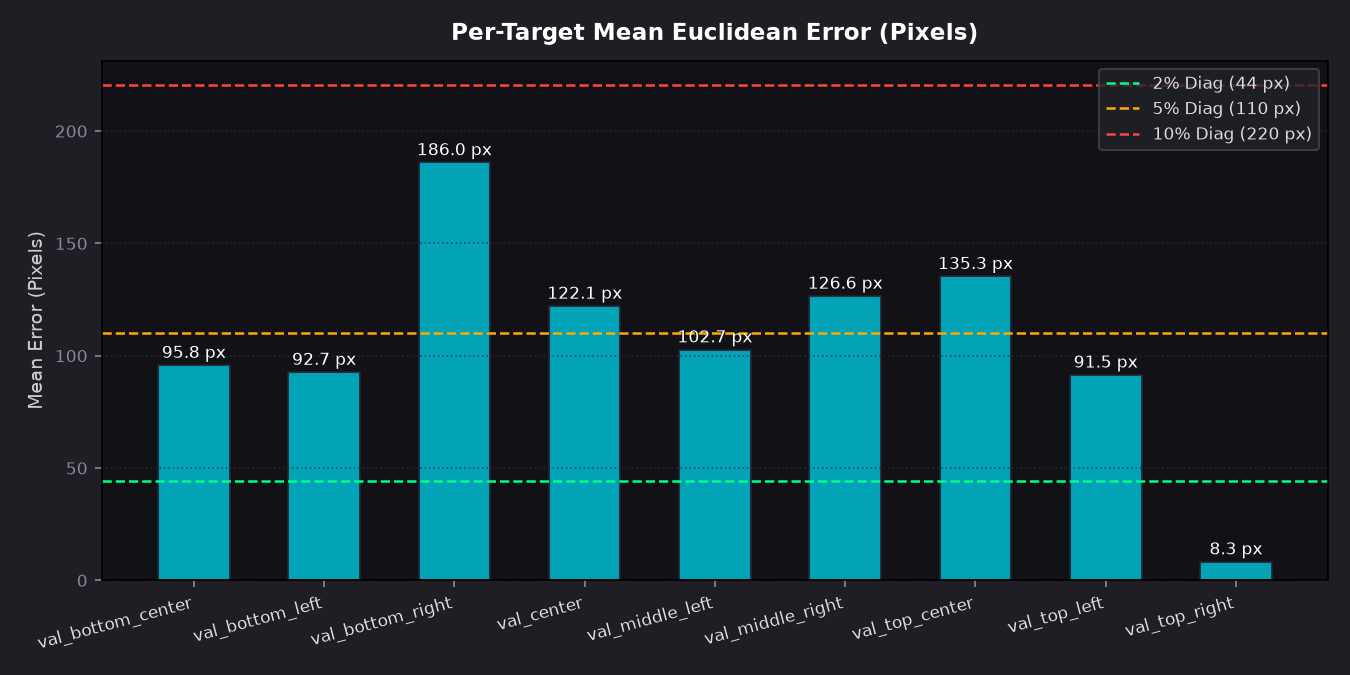 Per-Target Mean Euclidean Error (Pixels)
2% Diag (44 px)
5% Diag (110 px)
10% Diag (220 px)
Mean Error (Pixels)
200
150
100
50
0
95.8 px
92.7 px
186.0 px
122.1 px
102.7 px
126.6 px
135.3 px
91.5 px
8.3 px
val_bottom_center
val_bottom_left
val_bottom_right
val_center
val_middle_left
val_middle_right
val_top_center
val_top_left
val_top_right